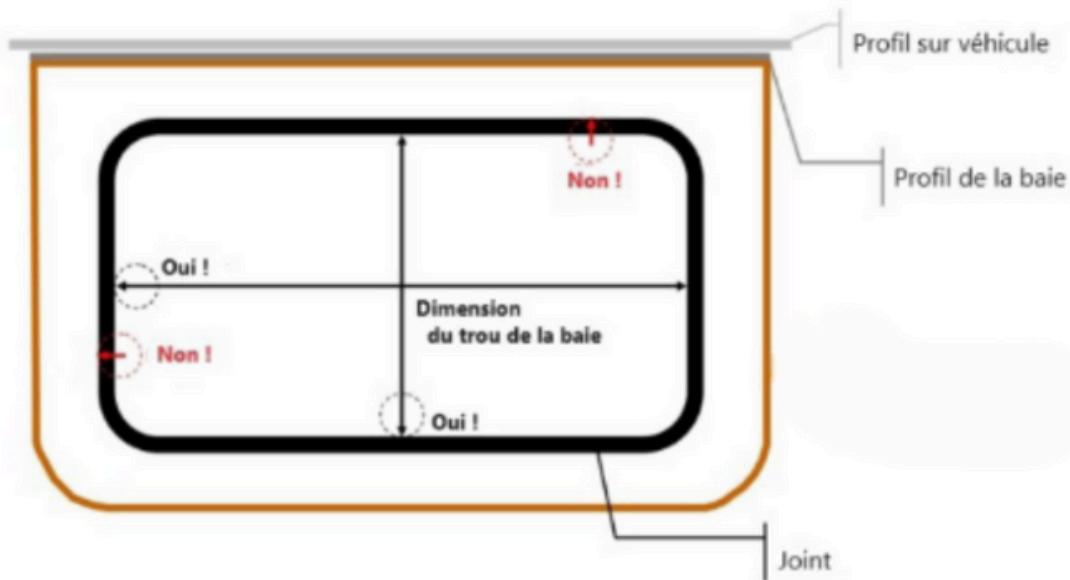 Profil sur véhicule
Profil de la baie
Non !
Oui !
Dimension
du trou de la baie
Non !
Oui !
Joint